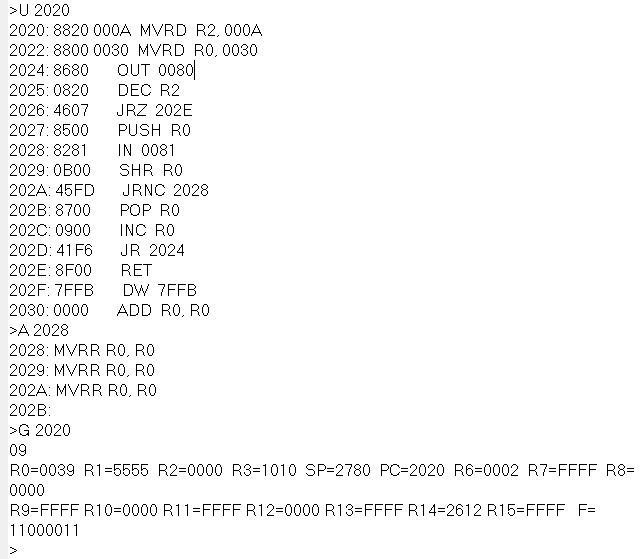 >U 2020
2020: 8820 000A MVRD R2, 000A
2022: 8800 0030 MVRD R0, 0030
2024: 8680 OUT 0080
2025: 0820 DEC R2
2026: 4607 JRZ 202E
2027: 8500 PUSH R0
2028: 8281 IN 0081
2029: 0B00 SHR R0
202A: 45FD JRNC 2028
202B: 8700 POP R0
202C: 0900 INC R0
202D: 41F6 JR 2024
202E: 8F00 RET
202F: 7FFB DW 7FFB
2030: 0000 ADD R0, R0
>A 2028
2028: MVRR R0, R0
2029: MVRR R0, R0
202A: MVRR R0, R0
202B:
>G 2020
09
R0=0039 R1=5555 R2=0000 R3=1010 SP=2780 PC=2020 R6=0002 R7=FFFF R8=
0000
R9=FFFF R10=0000 R11=FFFF R12=0000 R13=FFFF R14=2612 R15=FFFF F=
11000011
>